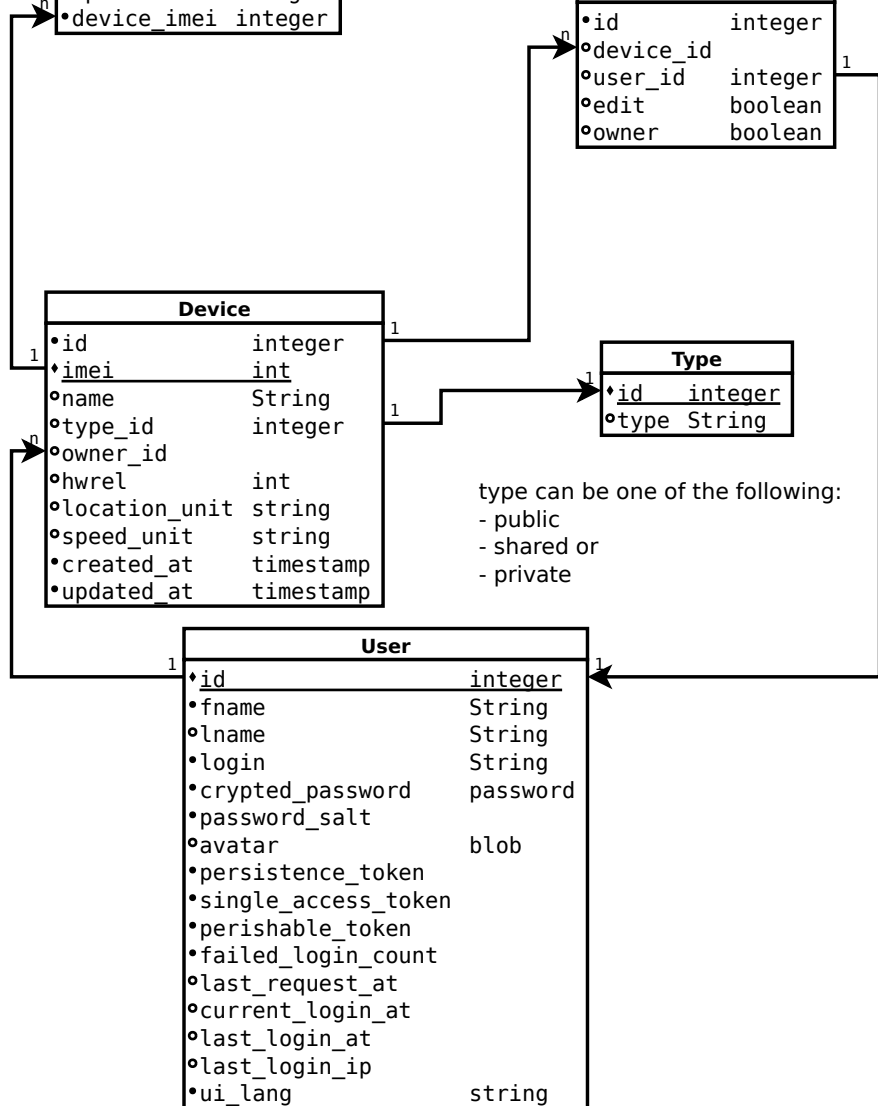 n
•device_imei integer
•id integer
n
device_id
1
user_id integer
edit boolean
owner boolean
Device
•id integer
1
1
imei int
name String
1
type_id integer
n
owner_id
hwrel int
location_unit string
speed_unit string
•created_at timestamp
•updated_at timestamp
Type
1
id integer
type String
type can be one of the following:
- public
- shared or
- private
User
1
1
id integer
•fname String
lname String
•login String
•crypted_password password
•password_salt
avatar blob
•persistence_token
•single_access_token
•perishable_token
•failed_login_count
last_request_at
current_login_at
last_login_at
last_login_ip
•ui_lang string